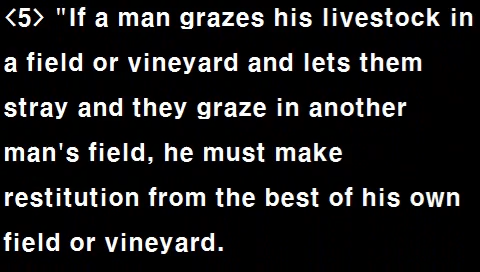 <5> "If a man grazes his livestock in
a field or vineyard and lets them
stray and they graze in another
man's field, he must make
restitution from the best of his own
field or vineyard.